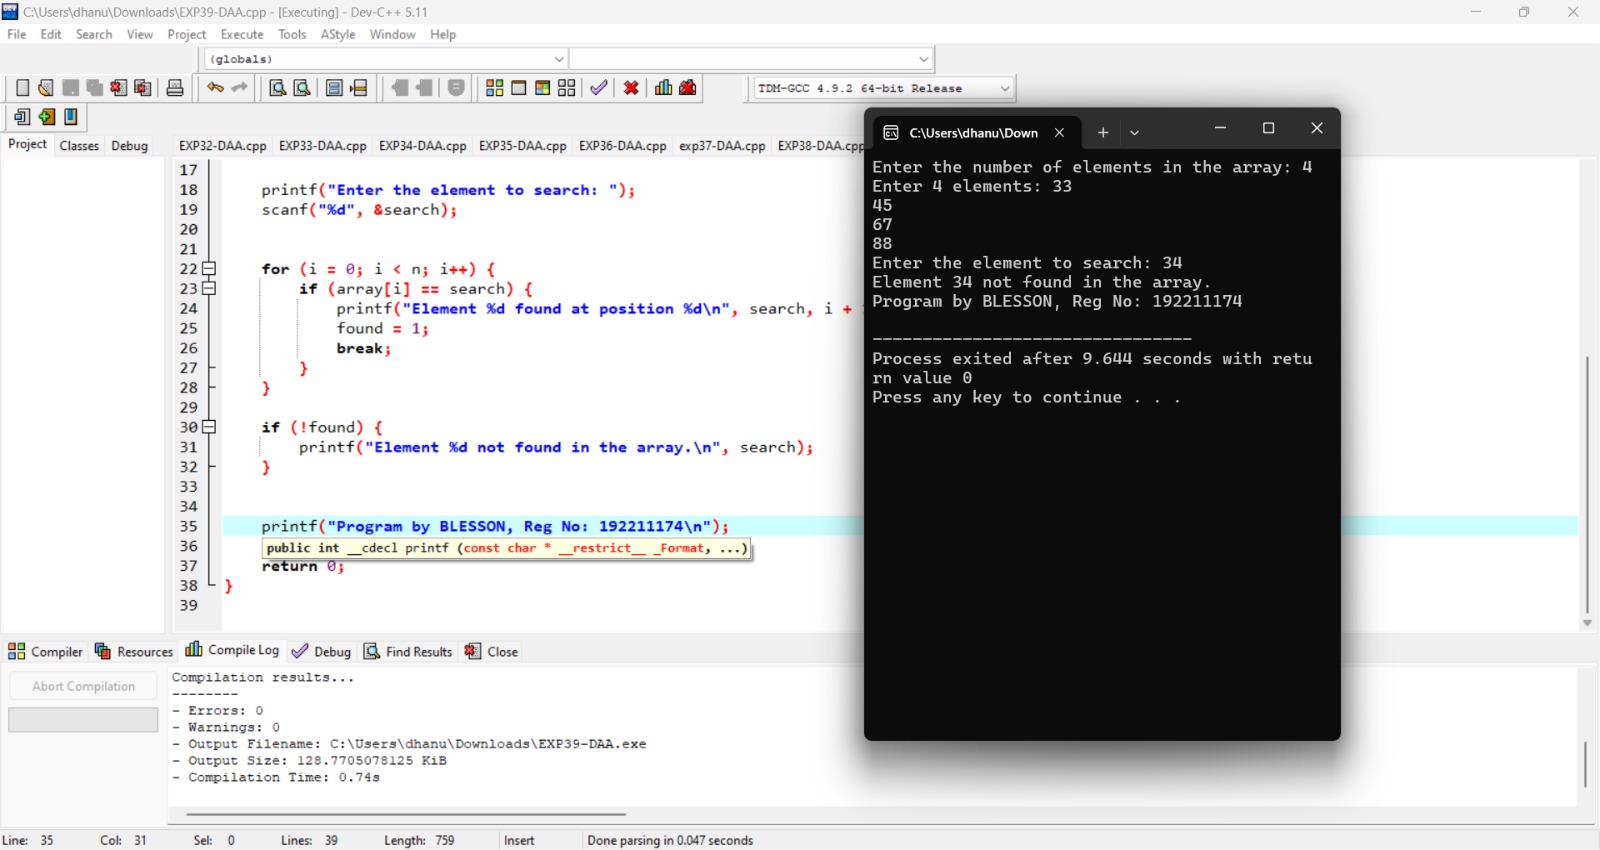 C:\Users\dhanu\Downloads\EXP39-DAA.cpp - [Executing] - Dev-C++ 5.11
File Edit Search View Project Execute Tools AStyle Window Help
(globals)
TDM-GCC 4.9.2 64-bit Release
Project Classes Debug
EXP32-DAA.cpp EXP33-DAA.cpp EXP34-DAA.cpp EXP35-DAA.cpp EXP36-DAA.cpp exp37-DAA.cpp EXP38-DAA.cpp
17
18 printf("Enter the element to search: ");
19 scanf("%d", &search);
20
21
22 for (i = 0; i < n; i++) {
23 if (array[i] == search) {
24 printf("Element %d found at position %d\n", search, i +
25 found = 1;
26 break;
27 }
28 }
29
30 if (!found) {
31 printf("Element %d not found in the array.\n", search);
32 }
33
34
35 printf("Program by BLESSON, Reg No: 192211174\n");
36 public int __cdecl printf (const char * __restrict__ _Format, ...)
37 return 0;
38 }
39
C:\Users\dhanu\Down
Enter the number of elements in the array: 4
Enter 4 elements: 33
45
67
88
Enter the element to search: 34
Element 34 not found in the array.
Program by BLESSON, Reg No: 192211174
--------------------------------
Process exited after 9.644 seconds with retu
rn value 0
Press any key to continue . . .
Compiler Resources Compile Log Debug Find Results Close
Abort Compilation
Compilation results...
--------
- Errors: 0
- Warnings: 0
- Output Filename: C:\Users\dhanu\Downloads\EXP39-DAA.exe
- Output Size: 128.7705078125 KiB
- Compilation Time: 0.74s
Line: 35 Col: 31 Sel: 0 Lines: 39 Length: 759 Insert Done parsing in 0.047 seconds